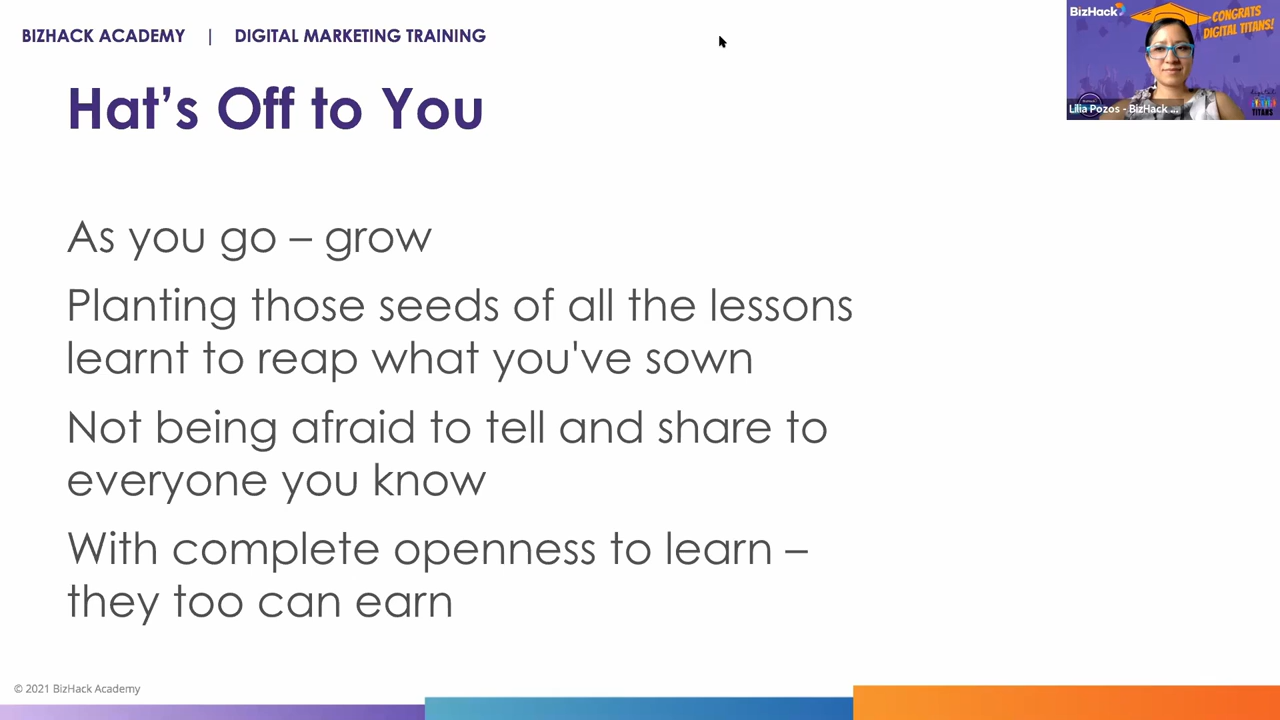 BIZHACK ACADEMY | DIGITAL MARKETING TRAINING
BizHack
CONGRATS
DIGITAL TITANS!
Lilia Pozos - BizHack ...
TITANS
Hat's Off to You
As you go – grow
Planting those seeds of all the lessons
learnt to reap what you've sown
Not being afraid to tell and share to
everyone you know
With complete openness to learn –
they too can earn
© 2021 BizHack Academy